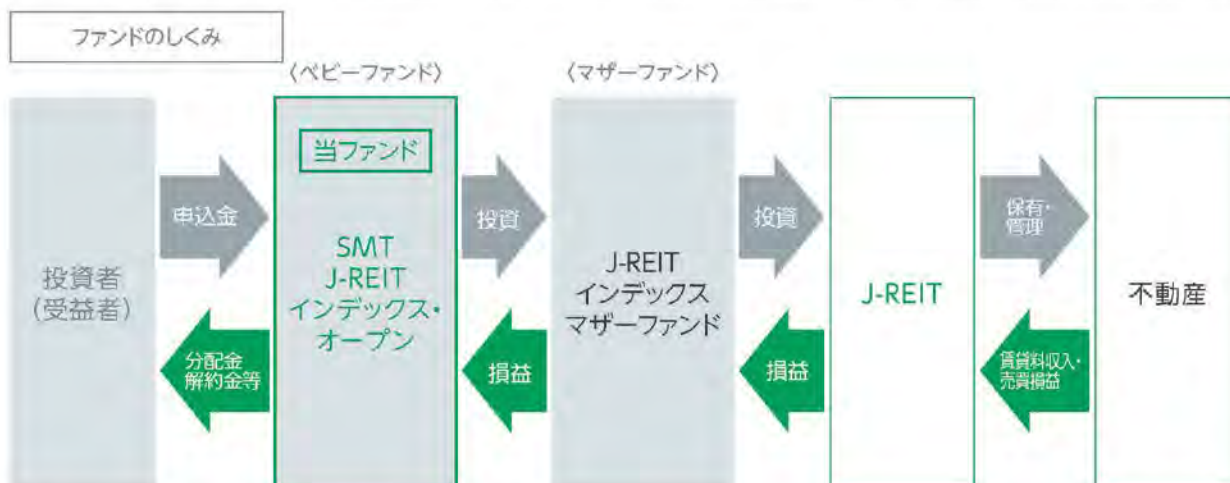 ファンドのしくみ
〈ベビーファンド〉
〈マザーファンド〉
投資者
(受益者)
申込金
分配金
解約金等
当ファンド
SMT
J-REIT
インデックス・
オープン
投資
損益
J-REIT
インデックス
マザーファンド
投資
損益
J-REIT
保有・
管理
賃貸料収入・
売買損益
不動産